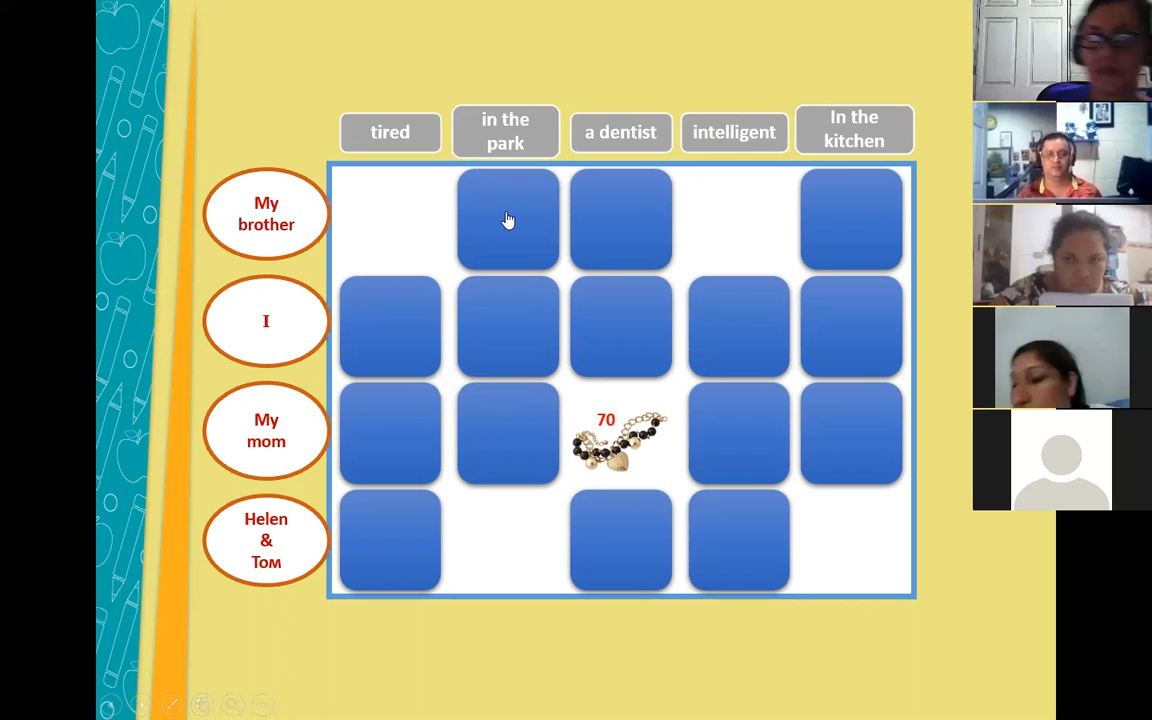 tired
in the
park
a dentist
intelligent
In the
kitchen
My
brother
I
My
mom
70
Helen
&
Tom